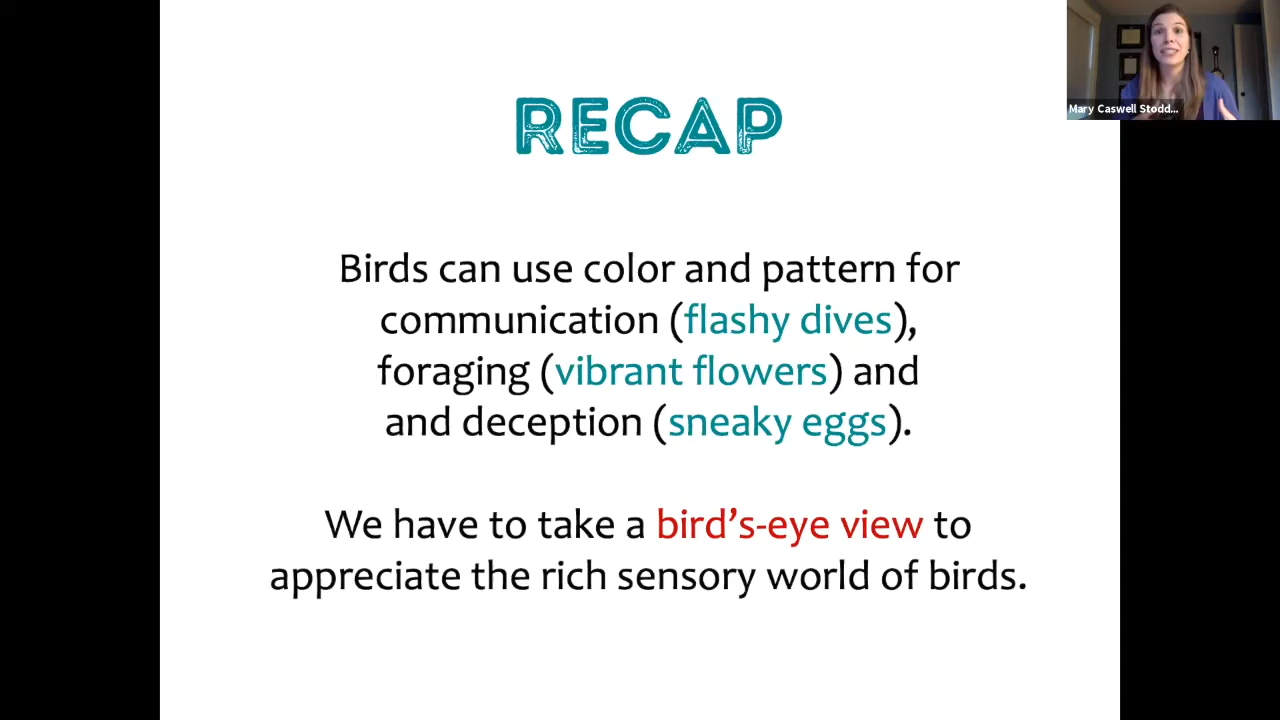 Mary Caswell Stodd...
RECAP
Birds can use color and pattern for
communication (flashy dives),
foraging (vibrant flowers) and
and deception (sneaky eggs).
We have to take a bird’s-eye view to
appreciate the rich sensory world of birds.